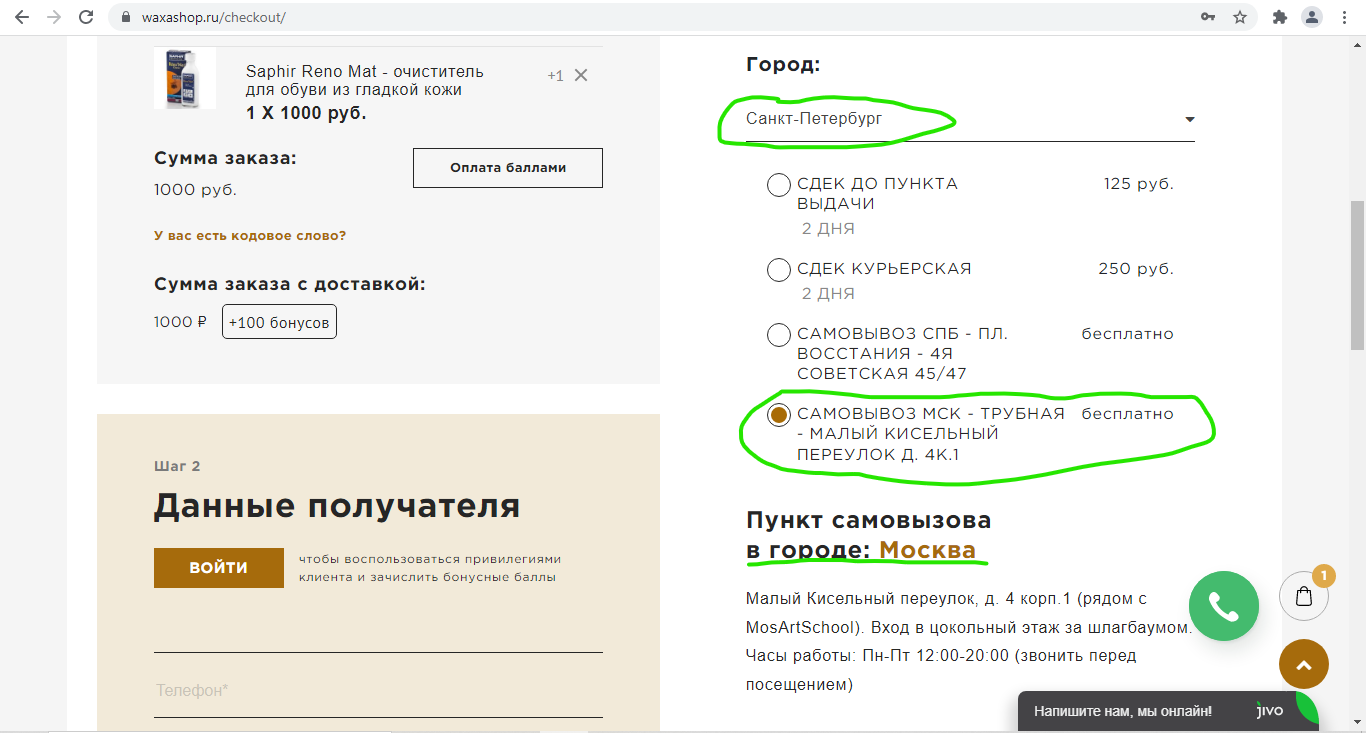 waxashop.ru/checkout/
Saphir Reno Mat - очиститель
для обуви из гладкой кожи
+1
1 X 1000 руб.
Сумма заказа:
1000 руб.
Оплата баллами
У вас есть кодовое слово?
Сумма заказа с доставкой:
1000 ₽
+100 бонусов
Шаг 2
Данные получателя
ВОЙТИ
чтобы воспользоваться привилегиями
клиента и зачислить бонусные баллы
Телефон*
Город:
Санкт-Петербург
СДЕК ДО ПУНКТА
ВЫДАЧИ
125 руб.
2 ДНЯ
СДЕК КУРЬЕРСКАЯ
250 руб.
2 ДНЯ
САМОВЫВОЗ СПБ - ПЛ.
ВОССТАНИЯ - 4Я
СОВЕТСКАЯ 45/47
бесплатно
САМОВЫВОЗ МСК - ТРУБНАЯ
- МАЛЫЙ КИСЕЛЬНЫЙ
ПЕРЕУЛОК Д. 4К.1
бесплатно
Пункт самовызова
в городе: Москва
Малый Кисельный переулок, д. 4 корп.1 (рядом с
MosArtSchool). Вход в цокольный этаж за шлагбаумом.
Часы работы: Пн-Пт 12:00-20:00 (звонить перед
посещением)
1
Напишите нам, мы онлайн!
jivo